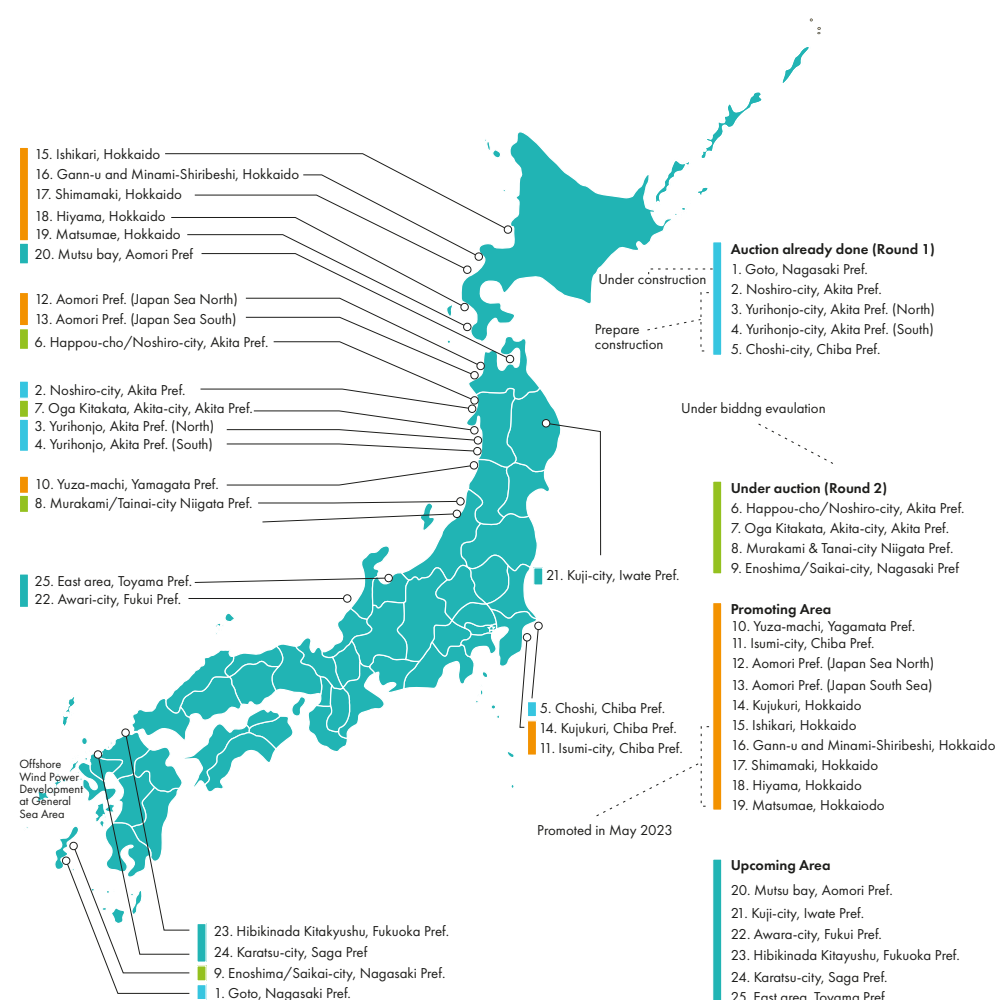 15. Ishikari, Hokkaido
16. Gann-u and Minami-Shiribeshi, Hokkaido
17. Shimamaki, Hokkaido
18. Hiyama, Hokkaido
19. Matsumae, Hokkaido
20. Mutsu bay, Aomori Pref
12. Aomori Pref. (Japan Sea North)
13. Aomori Pref. (Japan Sea South)
6. Happou-cho/Noshiro-city, Akita Pref.
2. Noshiro-city, Akita Pref.
7. Oga Kitakata, Akita-city, Akita Pref.
3. Yurihonjo, Akita Pref. (North)
4. Yurihonjo, Akita Pref. (South)
10. Yuza-machi, Yamagata Pref.
8. Murakami/Tainai-city Niigata Pref.
25. East area, Toyama Pref.
22. Awari-city, Fukui Pref.
21. Kuji-city, Iwate Pref.
5. Choshi, Chiba Pref.
14. Kujukuri, Chiba Pref.
11. Isumi-city, Chiba Pref.
Offshore
Wind Power
Development
at General
Sea Area
23. Hibikinada Kitakyushu, Fukuoka Pref.
24. Karatsu-city, Saga Pref
9. Enoshima/Saikai-city, Nagasaki Pref.
1. Goto, Nagasaki Pref.
Auction already done (Round 1)
1. Goto, Nagasaki Pref.
2. Noshiro-city, Akita Pref.
3. Yurihonjo-city, Akita Pref. (North)
4. Yurihonjo-city, Akita Pref. (South)
5. Choshi-city, Chiba Pref.
Under construction
Prepare
construction
Under biddng evaulation
Under auction (Round 2)
6. Happou-cho/Noshiro-city, Akita Pref.
7. Oga Kitakata, Akita-city, Akita Pref.
8. Murakami & Tanai-city Niigata Pref.
9. Enoshima/Saikai-city, Nagasaki Pref
Promoting Area
10. Yuza-machi, Yagamata Pref.
11. Isumi-city, Chiba Pref.
12. Aomori Pref. (Japan Sea North)
13. Aomori Pref. (Japan South Sea)
14. Kujukuri, Hokkaido
15. Ishikari, Hokkaido
16. Gann-u and Minami-Shiribeshi, Hokkaido
17. Shimamaki, Hokkaido
18. Hiyama, Hokkaido
19. Matsumae, Hokkaiodo
Promoted in May 2023
Upcoming Area
20. Mutsu bay, Aomori Pref.
21. Kuji-city, Iwate Pref.
22. Awara-city, Fukui Pref.
23. Hibikinada Kitayushu, Fukuoka Pref.
24. Karatsu-city, Saga Pref.
25. East area, Toyama Pref.